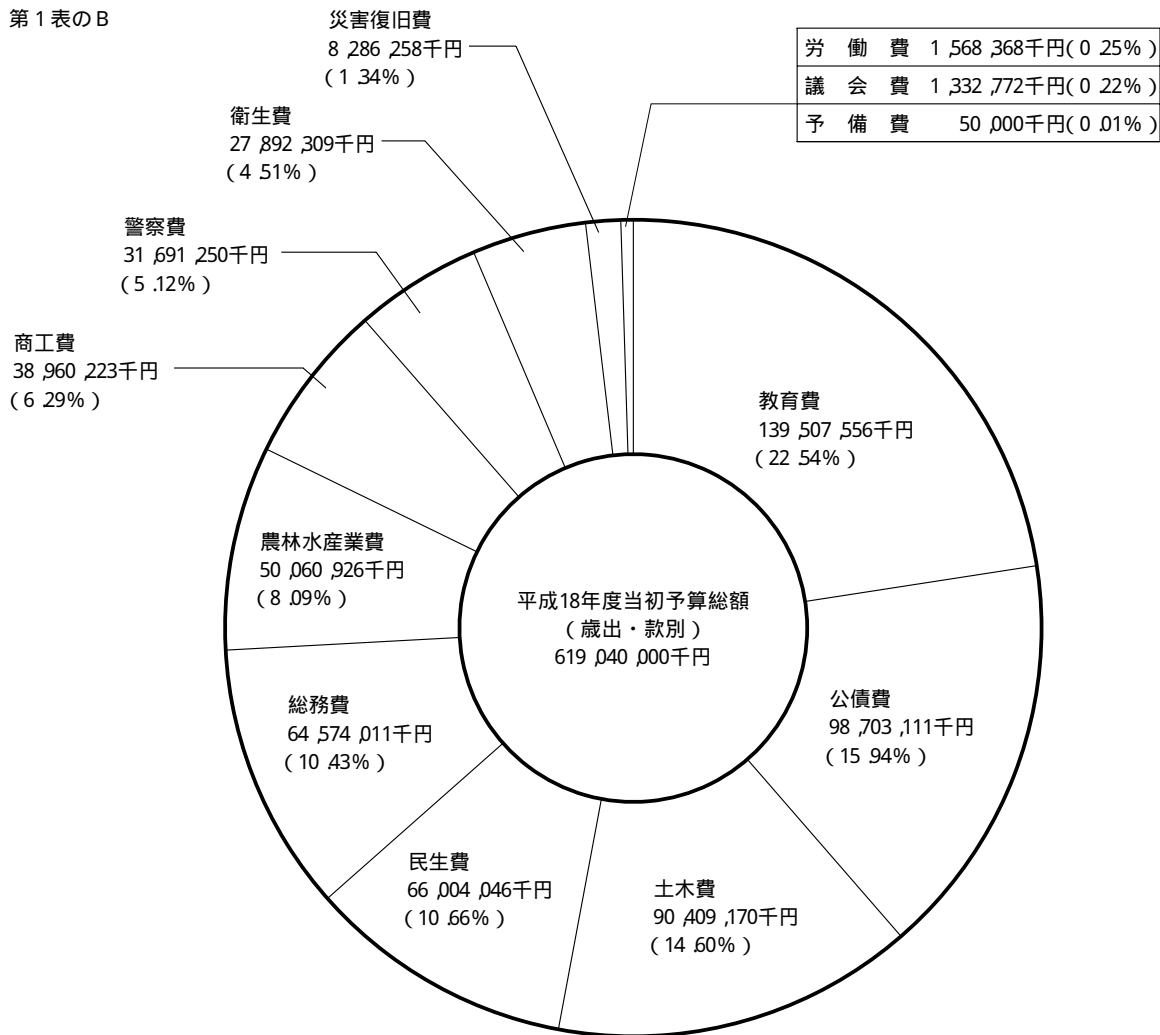 第1表のB
災害復旧費
8,286,258千円
(1.34%)
労働費 1,568,368千円(0.25%)
議会費 1,332,772千円(0.22%)
予備費 50,000千円(0.01%)
衛生費
27,892,309千円
(4.51%)
警察費
31,691,250千円
(5.12%)
商工費
38,960,223千円
(6.29%)
教育費
139,507,556千円
(22.54%)
農林水産業費
50,060,926千円
(8.09%)
平成18年度当初予算総額
(歳出・款別)
619,040,000千円
総務費
64,574,011千円
(10.43%)
公債費
98,703,111千円
(15.94%)
民生費
66,004,046千円
(10.66%)
土木費
90,409,170千円
(14.60%)